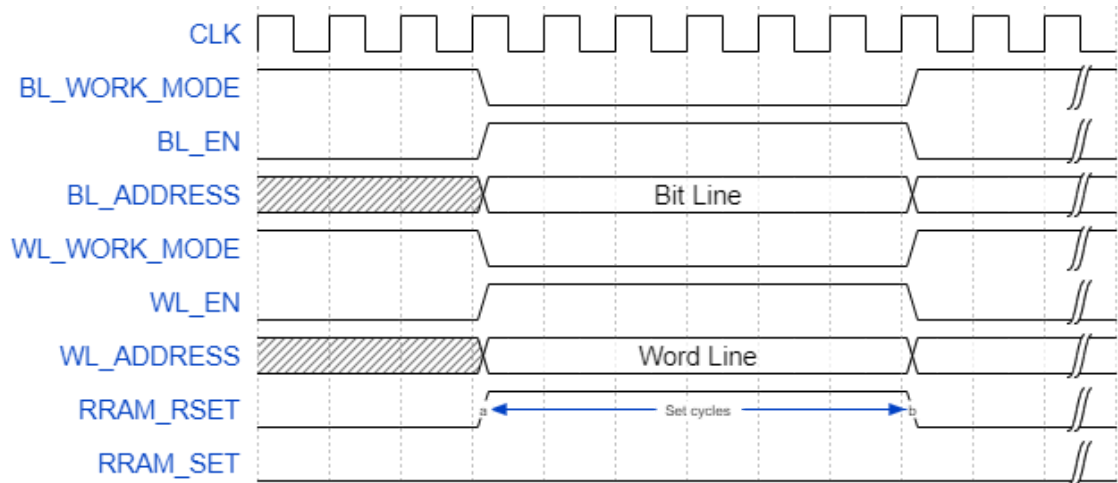 CLK
BL_WORK_MODE
BL_EN
BL_ADDRESS Bit Line
WL_WORK_MODE
WL_EN
WL_ADDRESS Word Line
RRAM_RSET a Set cycles b
RRAM_SET